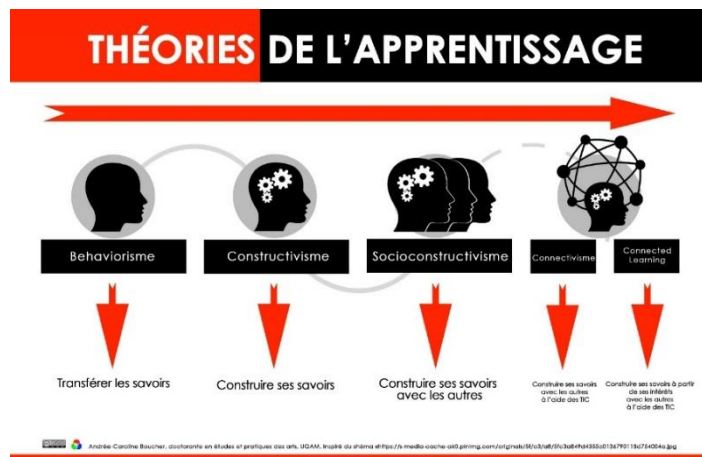 THÉORIES DE L'APPRENTISSAGE
Behaviorisme
Constructivisme
Socioconstructivisme
Connectivisme
Connected
Learning
Transférer les savoirs
Construire ses savoirs
Construire ses savoirs
avec les autres
Construire ses savoirs
avec les autres
à l'aide des TIC
Construire ses savoirs à partir
de ses intérêts
avec les autres
à l'aide des TIC
Andrée-Caroline Boucher, doctorante en études et pratiques des arts, UQAM, inspiré du shéma